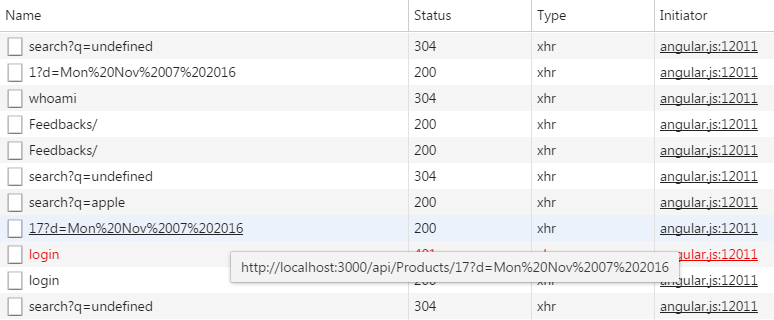 Name Status Type Initiator
search?q=undefined 304 xhr angular.js:12011
1?d=Mon%20Nov%2007%202016 200 xhr angular.js:12011
whoami 304 xhr angular.js:12011
Feedbacks/ 200 xhr angular.js:12011
Feedbacks/ 200 xhr angular.js:12011
search?q=undefined 304 xhr angular.js:12011
search?q=apple 200 xhr angular.js:12011
17?d=Mon%20Nov%2007%202016 200 xhr angular.js:12011
login angular.js:12011
http://localhost:3000/api/Products/17?d=Mon%20Nov%2007%202016
login xhr angular.js:12011
search?q=undefined 304 xhr angular.js:12011